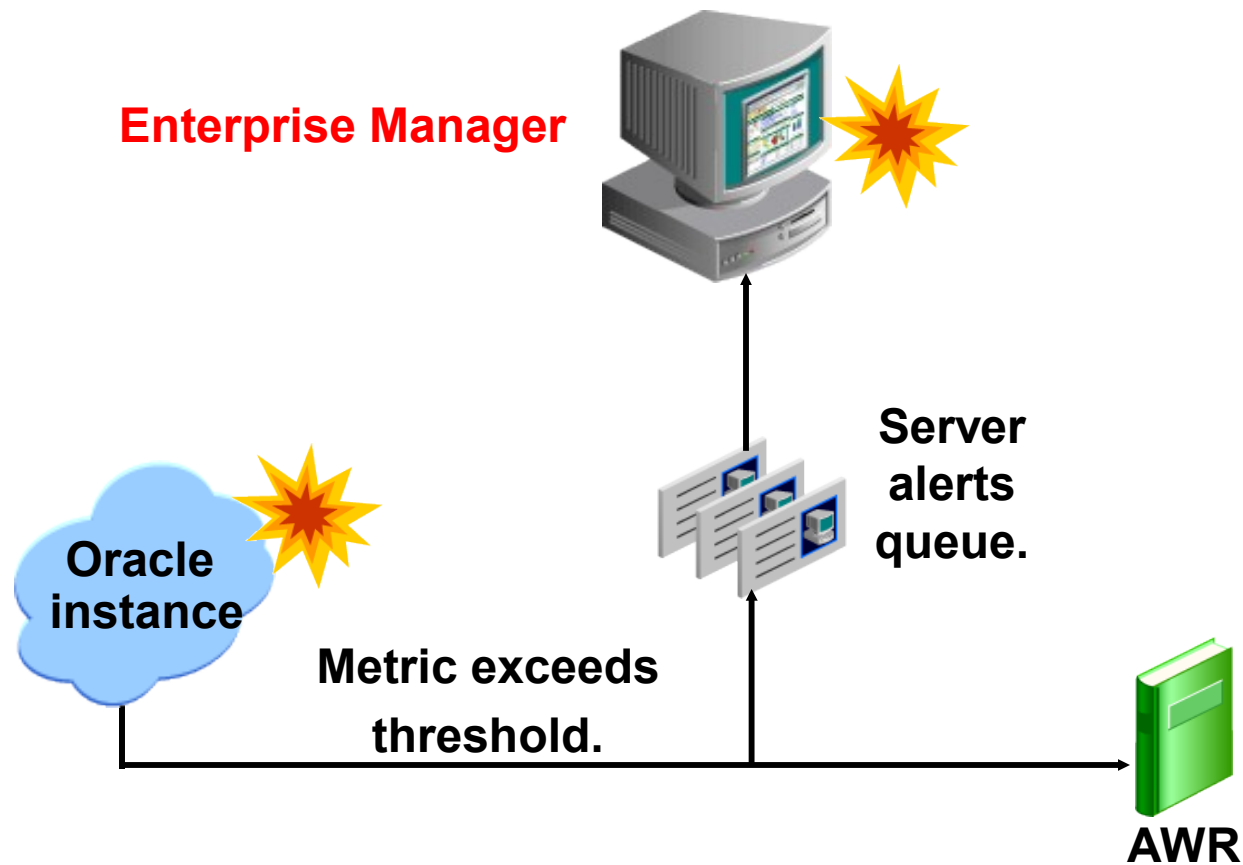 Enterprise Manager
Server
alerts
queue.
Oracle
instance
Metric exceeds
threshold.
AWR